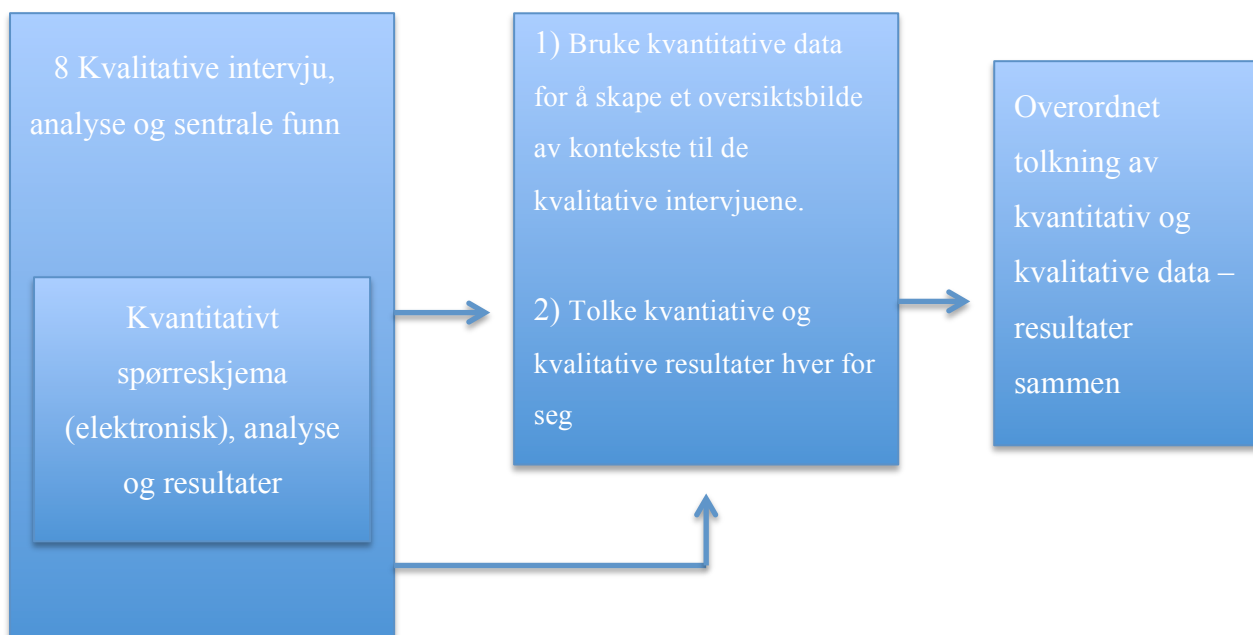 8 Kvalitative intervju,
analyse og sentrale funn
Kvantitativt
spørreskjema
(elektronisk), analyse
og resultater
1) Bruke kvantitative data
for å skape et oversiktsbilde
av kontekste til de
kvalitative intervjuene.
2) Tolke kvantiative og
kvalitative resultater hver for
seg
Overordnet
tolkning av
kvantitativ og
kvalitative data –
resultater
sammen